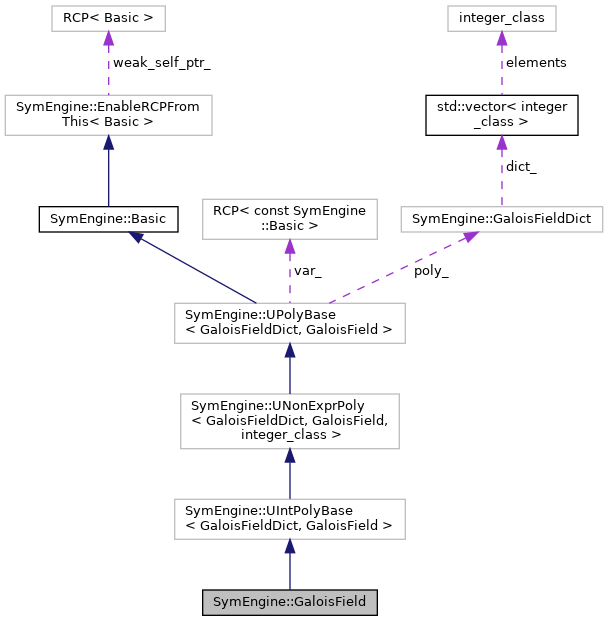 RCP< Basic >
integer_class
weak_self_ptr_
elements
SymEngine::EnableRCPFrom
This< Basic >
std::vector< integer
_class >
dict_
SymEngine::Basic
RCP< const SymEngine
::Basic >
SymEngine::GaloisFieldDict
var_
poly_
SymEngine::UPolyBase
< GaloisFieldDict, GaloisField >
SymEngine::UNonExprPoly
< GaloisFieldDict, GaloisField,
integer_class >
SymEngine::UIntPolyBase
< GaloisFieldDict, GaloisField >
SymEngine::GaloisField